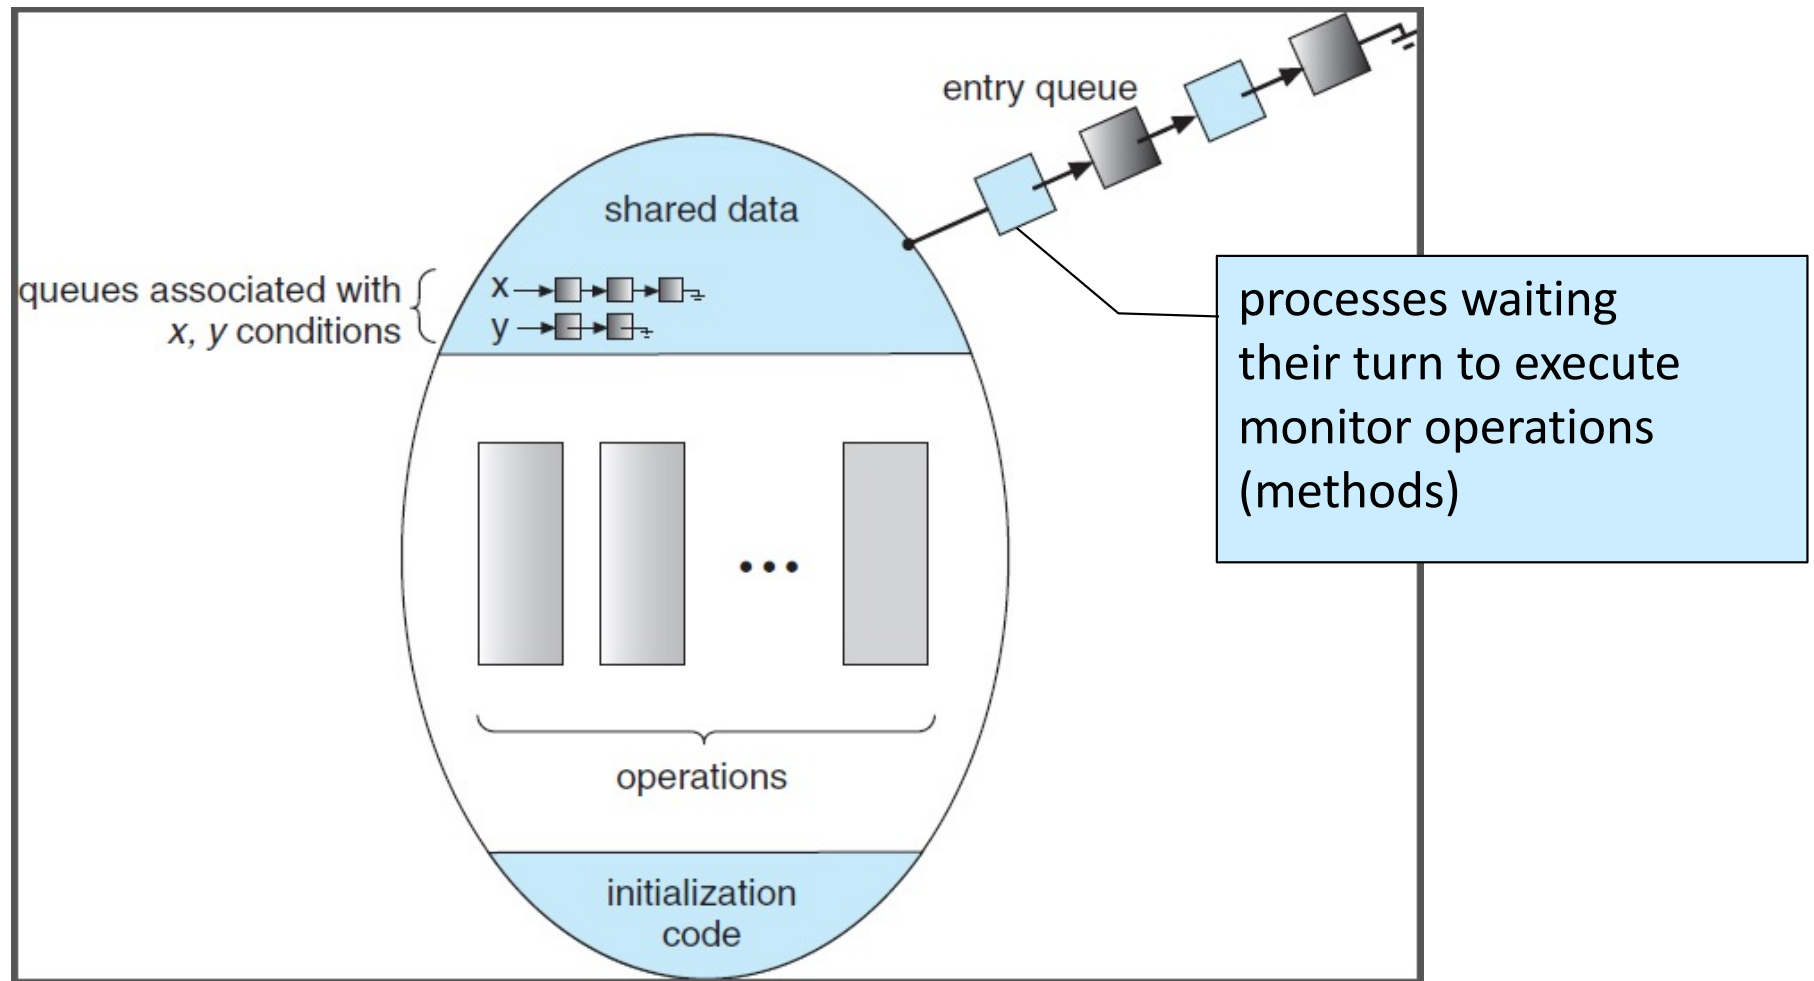 entry queue
shared data
queues associated with
x, y conditions
x
y
processes waiting
their turn to execute
monitor operations
(methods)
•••
operations
initialization
code